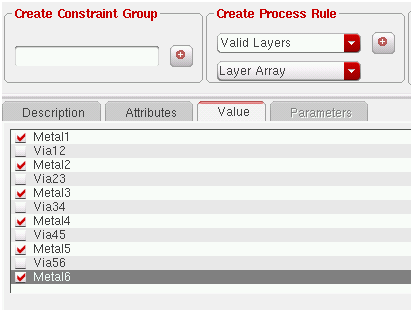 Create Constraint Group
Create Process Rule
Valid Layers
Layer Array
Description Attributes Value Parameters
Metal1
Via12
Metal2
Via23
Metal3
Via34
Metal4
Via45
Metal5
Via56
Metal6